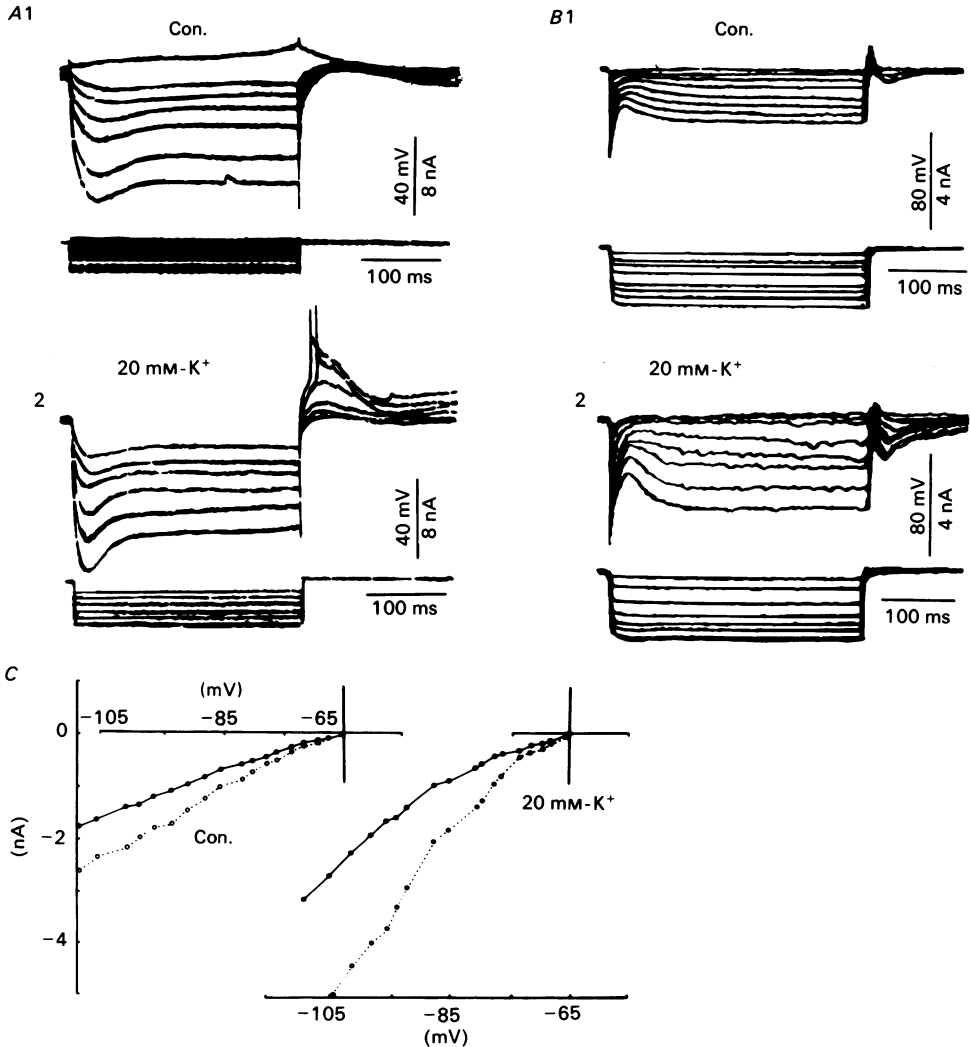 A1
Con.
40 mV
8 nA
100 ms
B1
Con.
80 mV
4 nA
100 ms
2
20 mM-K⁺
40 mV
8 nA
100 ms
2
20 mM-K⁺
80 mV
4 nA
100 ms
C
(mV)
−105 −85 −65
0
−2
−4
(nA)
Con.
20 mM-K⁺
−105 −85 −65
(mV)